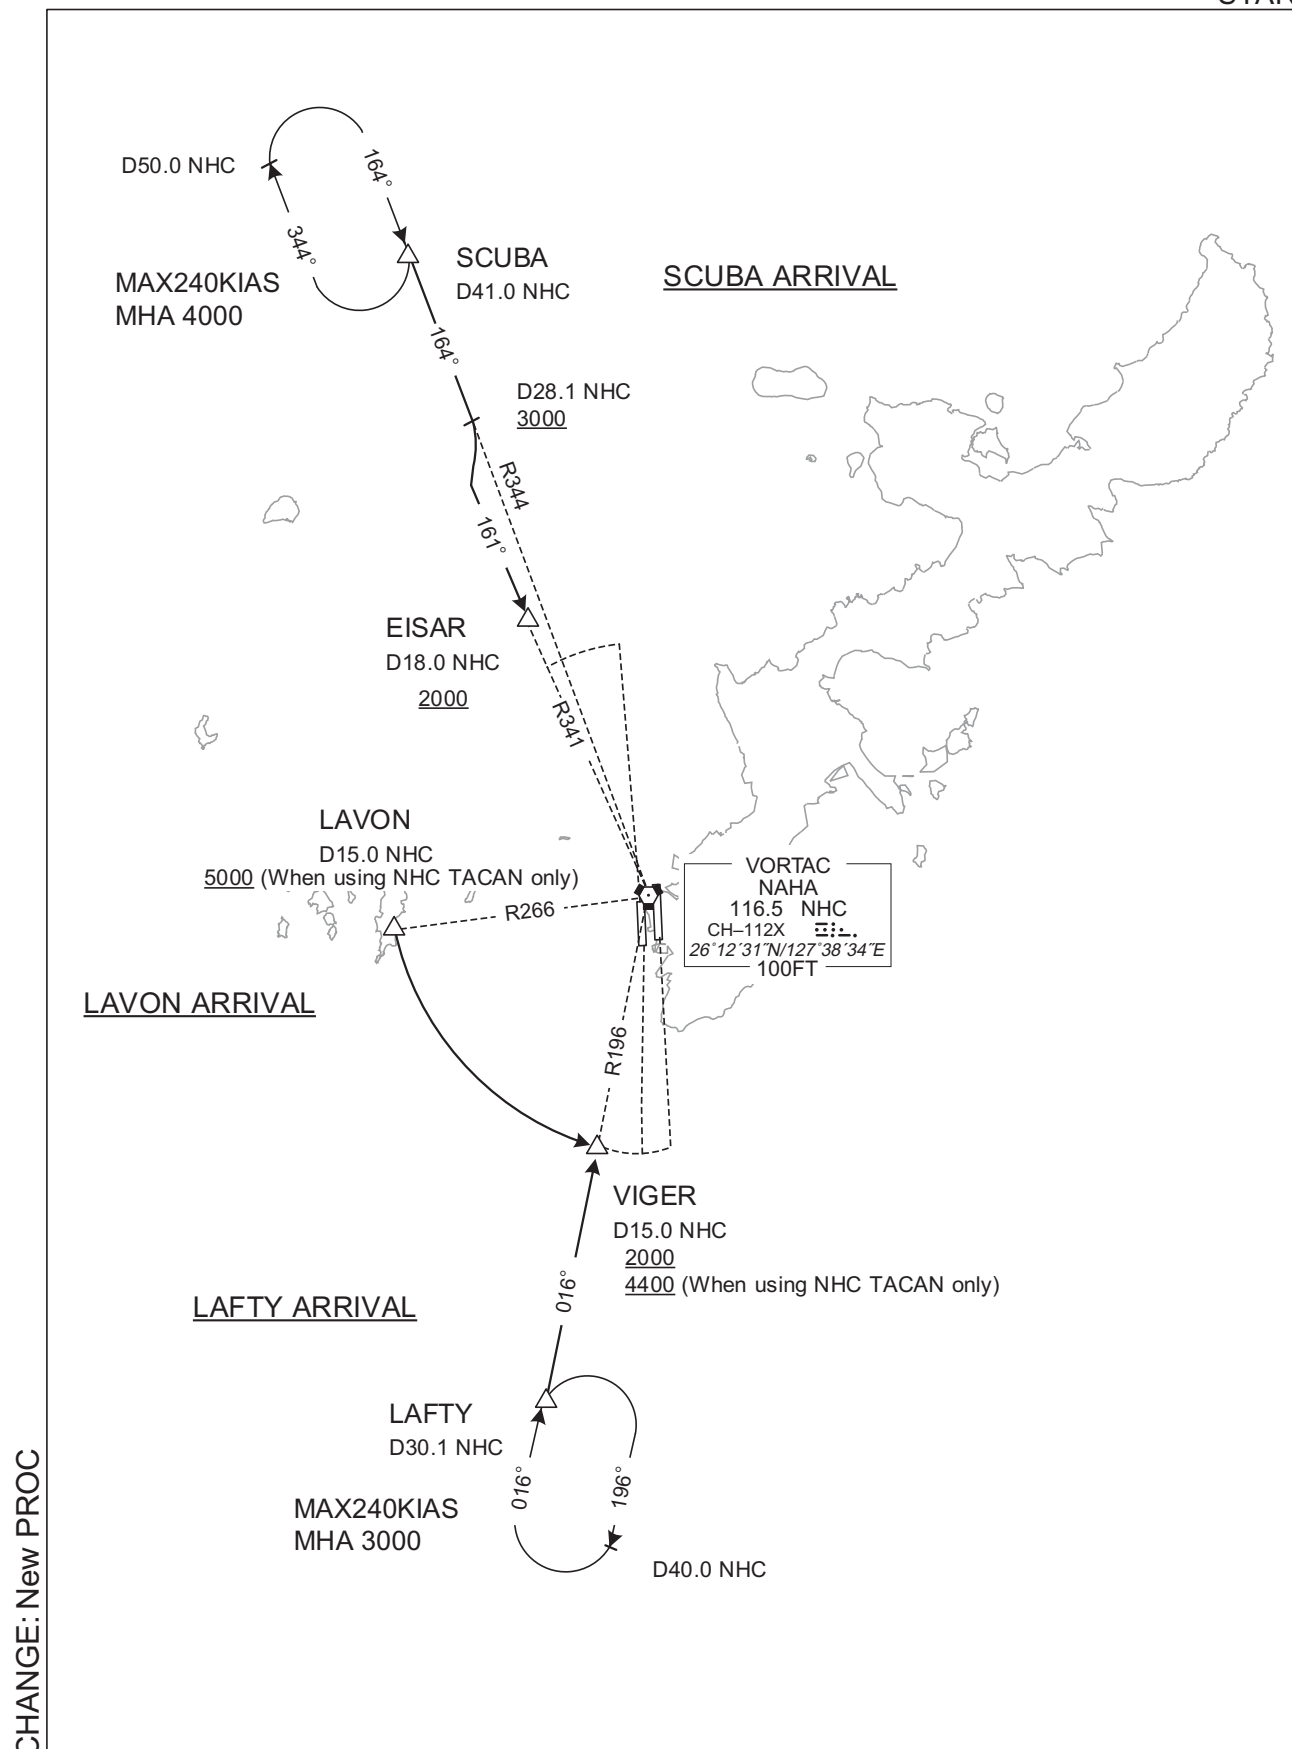 D50.0 NHC
164°
344°
MAX240KIAS
MHA 4000
SCUBA
D41.0 NHC
SCUBA ARRIVAL
164°
D28.1 NHC
3000
R344
161°
EISAR
D18.0 NHC
2000
R341
LAVON
D15.0 NHC
5000 (When using NHC TACAN only)
R266
VORTAC
NAHA
116.5 NHC
CH–112X
26°12´31˝N/127°38´34˝E
100FT
LAVON ARRIVAL
R196
VIGER
D15.0 NHC
2000
4400 (When using NHC TACAN only)
016°
LAFTY ARRIVAL
LAFTY
D30.1 NHC
016°
196°
MAX240KIAS
MHA 3000
D40.0 NHC
CHANGE: New PROC